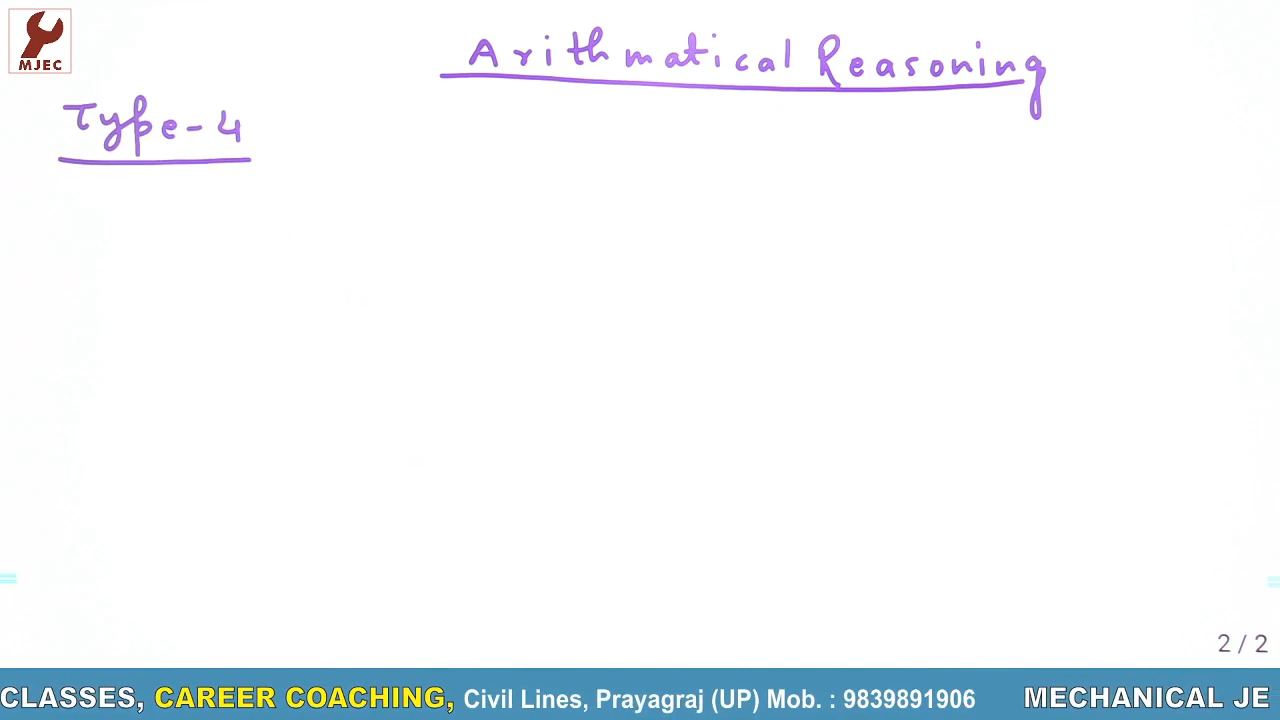 MJEC
Arithmatical Reasoning
Type-4
2 / 2
CLASSES, CAREER COACHING, Civil Lines, Prayagraj (UP) Mob. : 9839891906 MECHANICAL JE